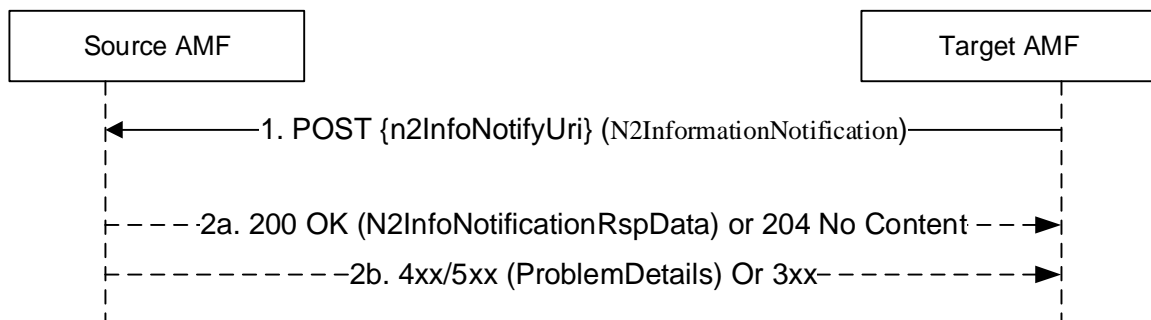 Source AMF
Target AMF
1. POST {n2InfoNotifyUri} (N2InformationNotification)
2a. 200 OK (N2InfoNotificationRspData) or 204 No Content
2b. 4xx/5xx (ProblemDetails) Or 3xx